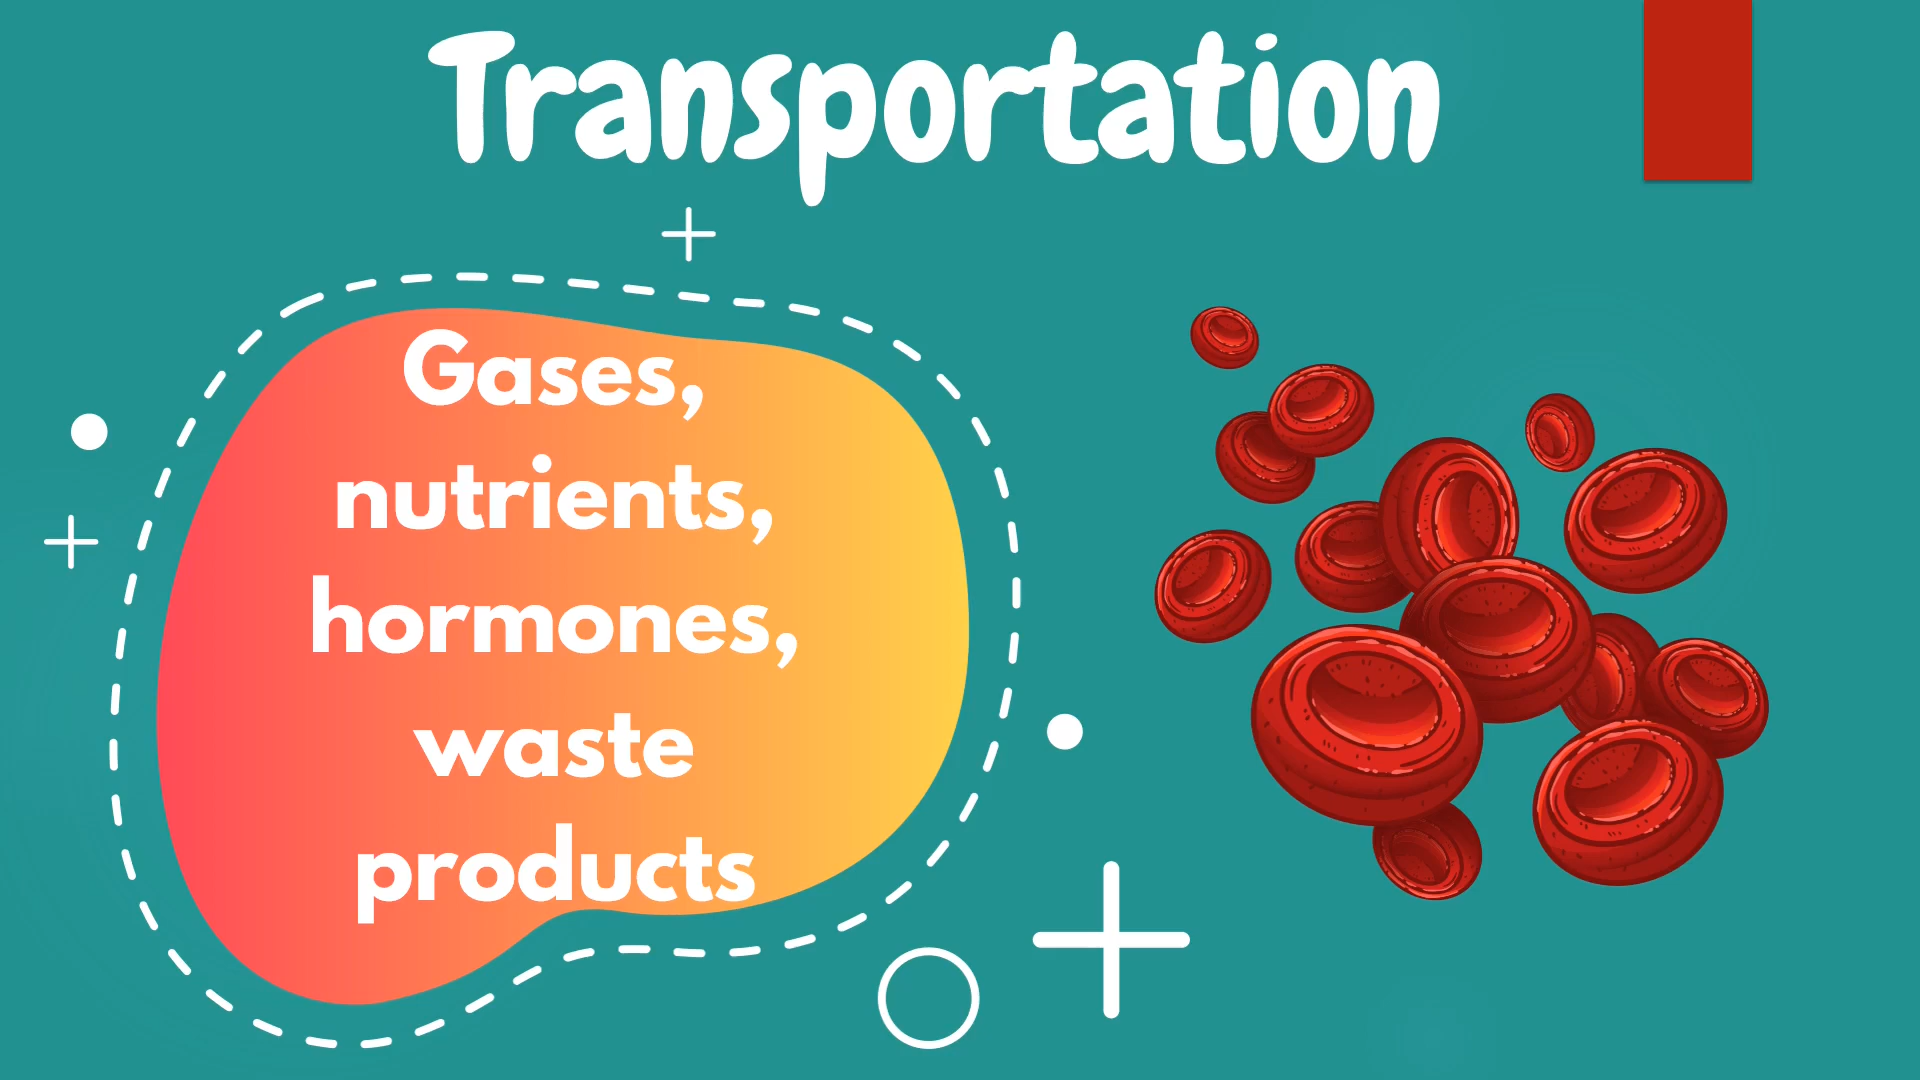 Transportation
Gases,
nutrients,
hormones,
waste
products